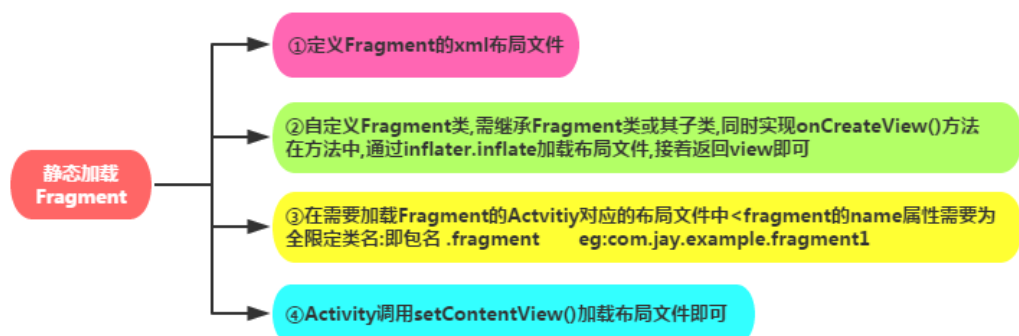 静态加载
Fragment
①定义Fragment的xml布局文件
②自定义Fragment类,需继承Fragment类或其子类,同时实现onCreateView()方法
在方法中,通过inflater.inflate加载布局文件,接着返回view即可
③在需要加载Fragment的Actvitiy对应的布局文件中<fragment的name属性需要为
全限定类名:即包名 .fragment eg:com.jay.example.fragment1
④Activity调用setContentView()加载布局文件即可